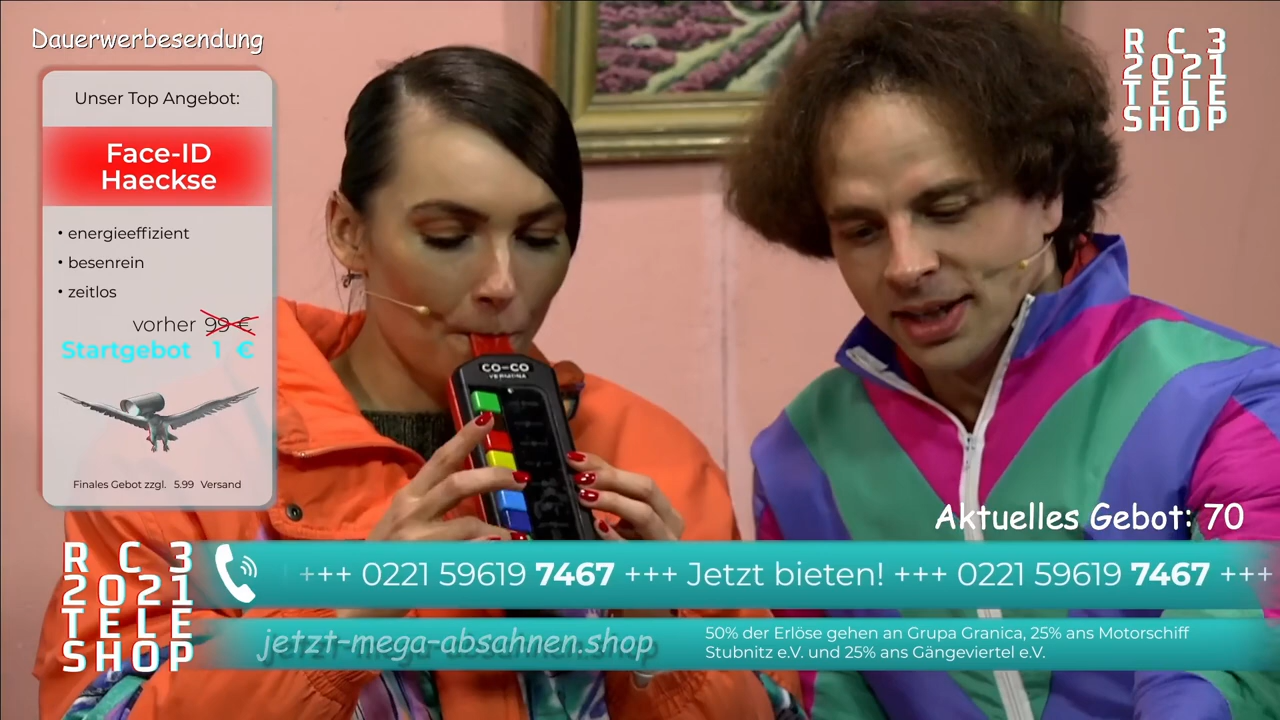 Dauerwerbesendung
Unser Top Angebot:
Face-ID
Haeckse
• energieeffizient
• besenrein
• zeitlos
vorher 99 €
Startgebot 1 €
Finales Gebot zzgl. 5.99 Versand
RC3
2021
TELE
SHOP
CO-CO
Aktuelles Gebot: 70
RC3
2021
TELE
SHOP
+++ 0221 59619 7467 +++ Jetzt bieten! +++ 0221 59619 7467 +++
jetzt-mega-absahnen.shop
50% der Erlöse gehen an Grupa Granica, 25% ans Motorschiff
Stubnitz e.V. und 25% ans Gängeviertel e.V.